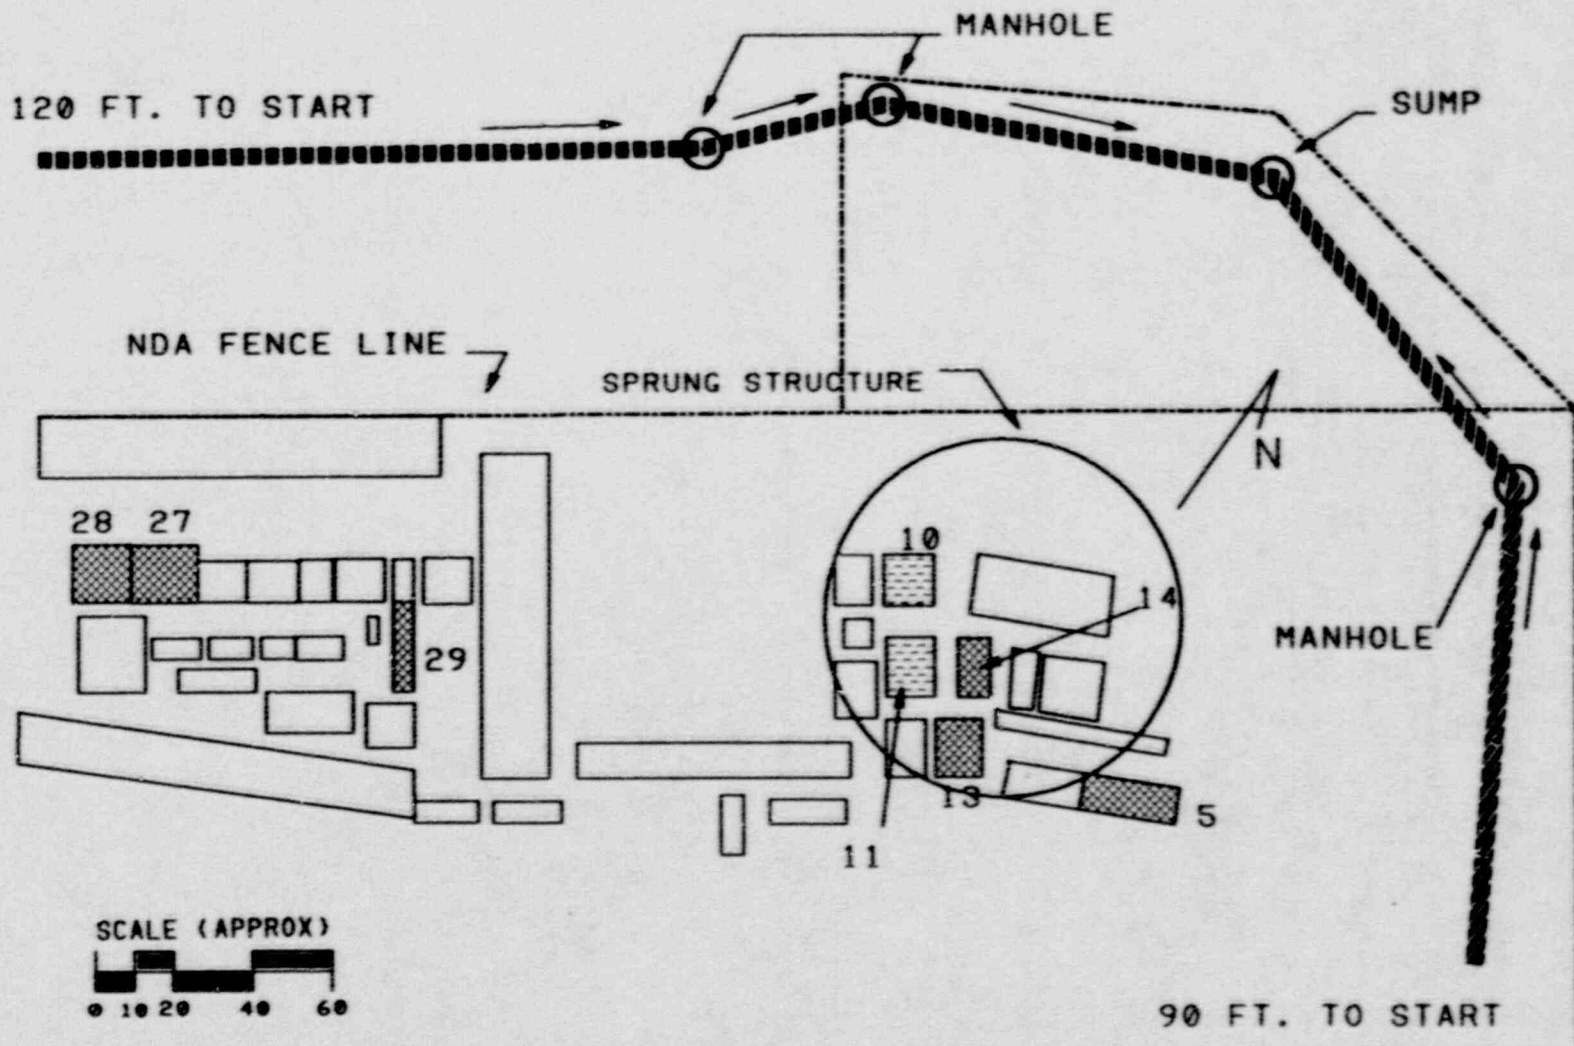 MANHOLE
120 FT. TO START
SUMP
NDA FENCE LINE
SPRUNG STRUCTURE
N
28 27
10
14
MANHOLE
29
13
5
11
SCALE (APPROX)
0 10 20 40 60
90 FT. TO START